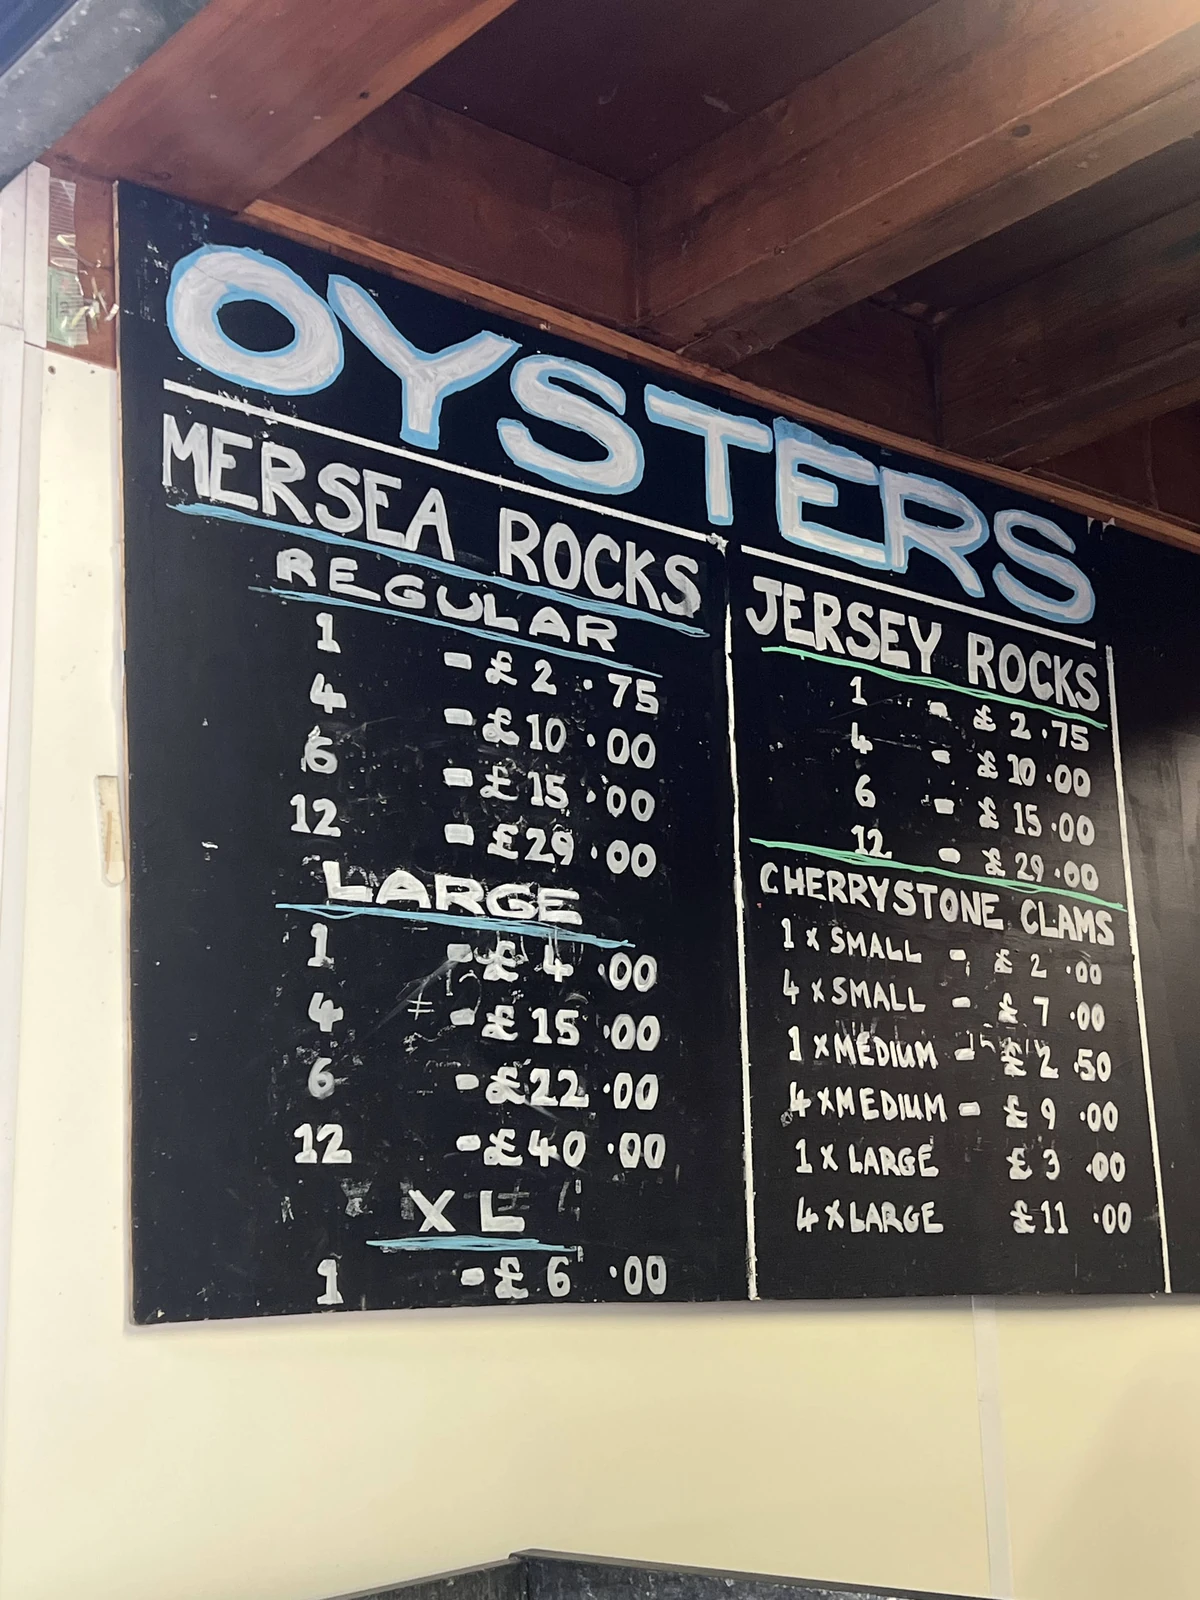 OYSTERS
MERSEA ROCKS
REGULAR
1 - £2.75
4 - £10.00
6 - £15.00
12 - £29.00
LARGE
1 - £4.00
4 - £15.00
6 - £22.00
12 - £40.00
XL
1 - £6.00
JERSEY ROCKS
1 - £2.75
4 - £10.00
6 - £15.00
12 - £29.00
CHERRYSTONE CLAMS
1 x SMALL - £2.00
4 x SMALL - £7.00
1 x MEDIUM - £2.50
4 x MEDIUM - £9.00
1 x LARGE £3.00
4 x LARGE £11.00